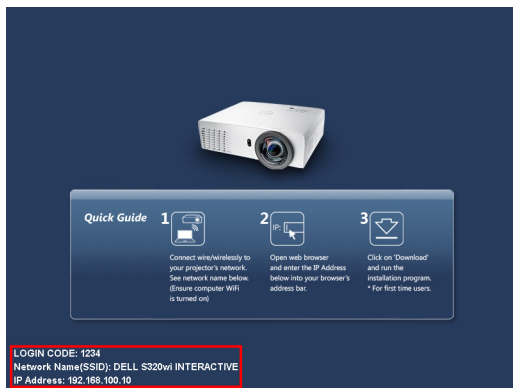 Quick Guide
1
Connect wire/wirelessly to
your projector's network.
See network name below.
(Ensure computer WiFi
is turned on)
2
IP:
Open web browser
and enter the IP Address
below into your browser's
address bar.
3
Click on 'Download'
and run the
installation program.
* For first time users.
LOGIN CODE: 1234
Network Name(SSID): DELL S320wi INTERACTIVE
IP Address: 192.168.100.10